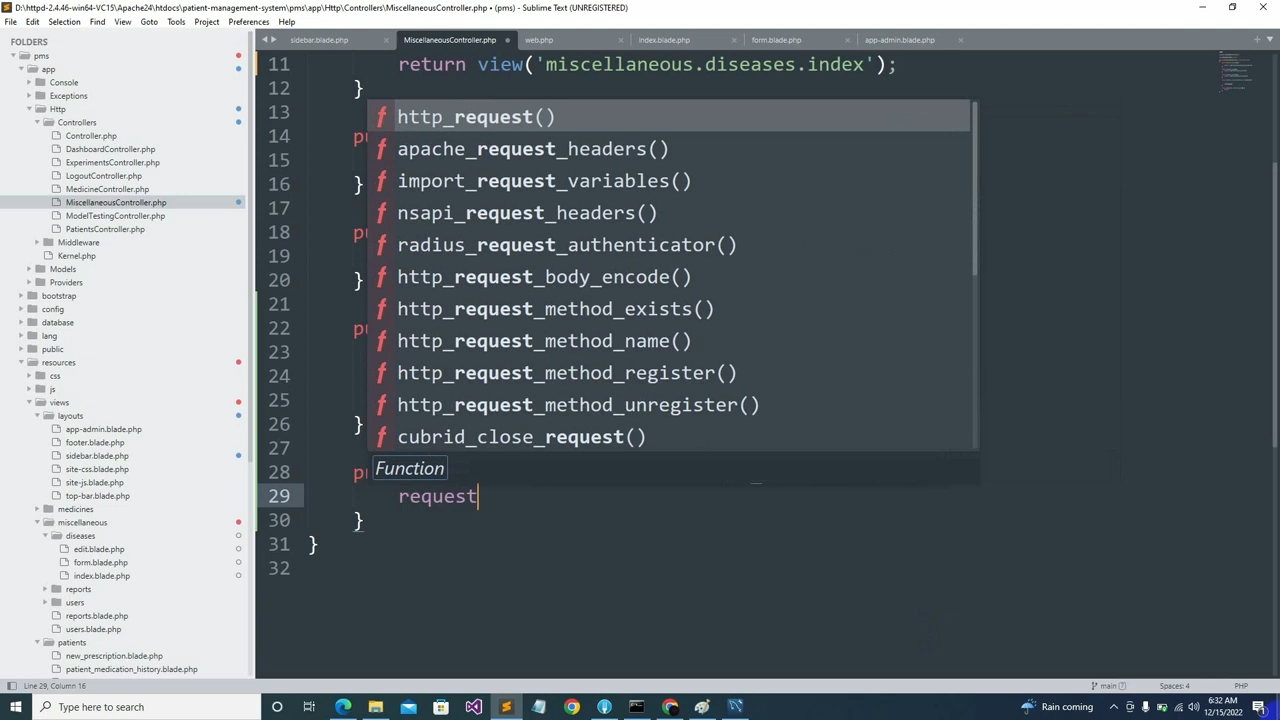 D:\httpd-2.4.46-win64-VC15\Apache24\htdocs\patient-management-system\pms\app\Http\Controllers\MiscellaneousController.php • (pms) - Sublime Text (UNREGISTERED)
File Edit Selection Find View Goto Tools Project Preferences Help
FOLDERS
pms
app
Console
Exceptions
Http
Controllers
Controller.php
DashboardController.php
ExperimentsController.php
LogoutController.php
MedicineController.php
MiscellaneousController.php
ModelTestingController.php
PatientsController.php
Middleware
Kernel.php
Models
Providers
bootstrap
config
database
lang
public
resources
css
js
views
layouts
app-admin.blade.php
footer.blade.php
sidebar.blade.php
site-css.blade.php
site-js.blade.php
top-bar.blade.php
medicines
miscellaneous
diseases
edit.blade.php
form.blade.php
index.blade.php
reports
users
reports.blade.php
users.blade.php
patients
new_prescription.blade.php
patient_medication_history.blade.php
sidebar.blade.php MiscellaneousController.php web.php index.blade.php form.blade.php app-admin.blade.php
11 return view('miscellaneous.diseases.index');
12 }
13
14 pu
15
16 }
17
18 pu
19
20 }
21
22 pu
23
24
25
26 }
27
28 pu
29 request
30 }
31 }
32
f http_request()
f apache_request_headers()
f import_request_variables()
f nsapi_request_headers()
f radius_request_authenticator()
f http_request_body_encode()
f http_request_method_exists()
f http_request_method_name()
f http_request_method_register()
f http_request_method_unregister()
f cubrid_close_request()
Function
Line 29, Column 16 main 7 Spaces: 4 PHP
Type here to search
Rain coming
6:32 AM
12/15/2022
1